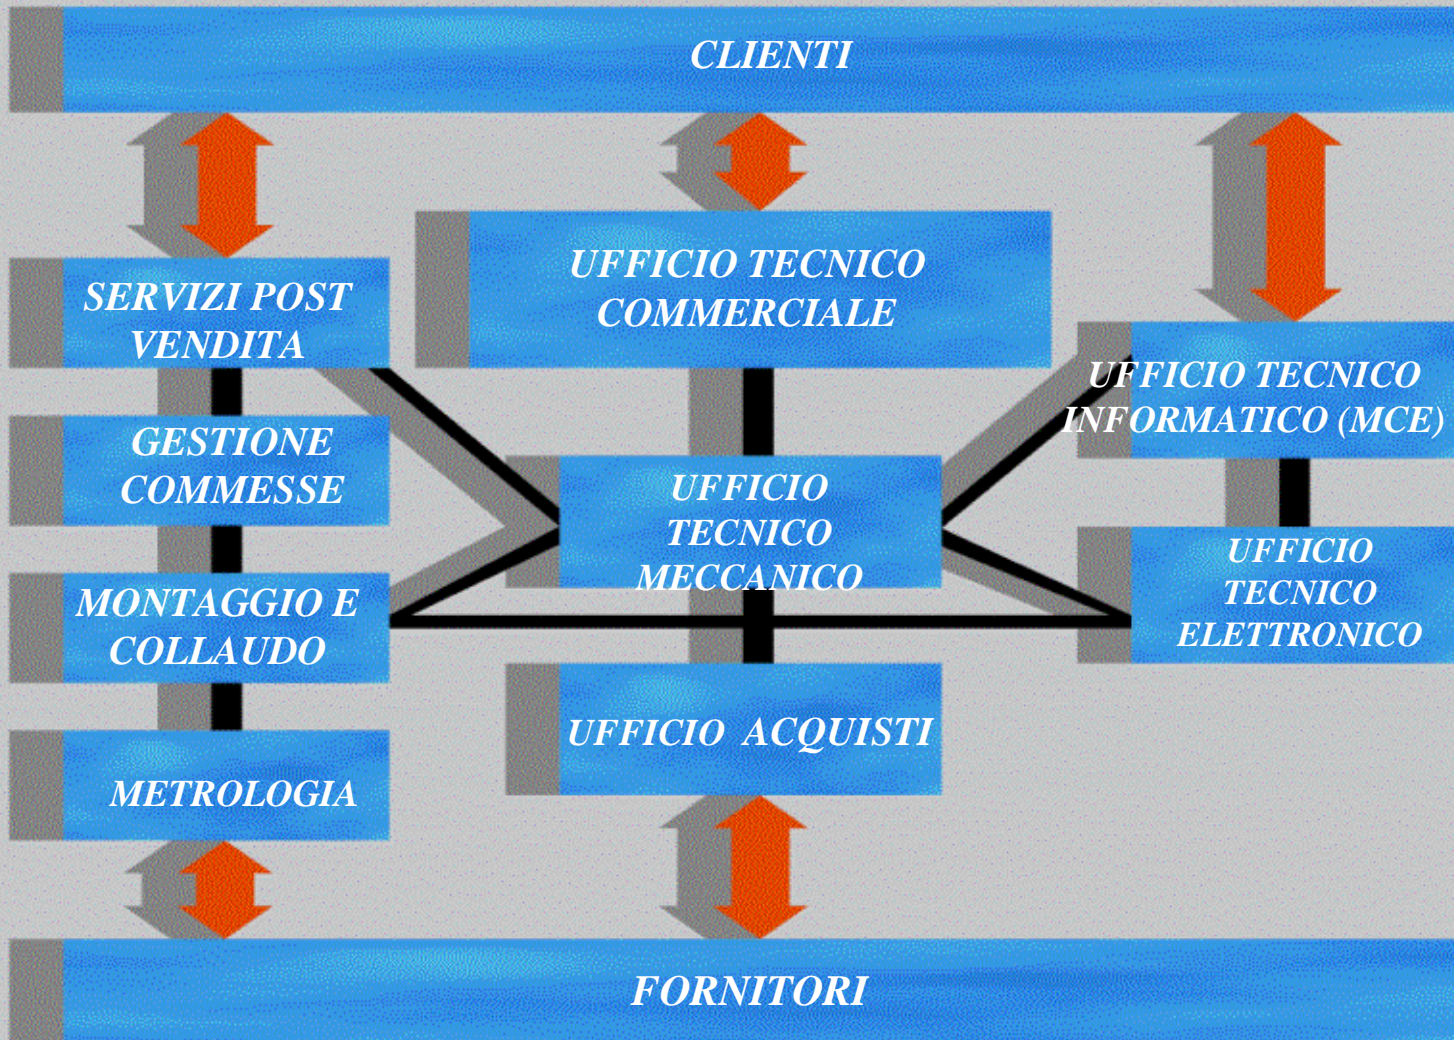 CLIENTI
UFFICIO TECNICO
COMMERCIALE
SERVIZI POST
VENDITA
UFFICIO TECNICO
INFORMATICO (MCE)
GESTIONE
COMMESSE
UFFICIO
TECNICO
MECCANICO
UFFICIO
TECNICO
ELETTRONICO
MONTAGGIO E
COLLAUDO
UFFICIO ACQUISTI
METROLOGIA
FORNITORI